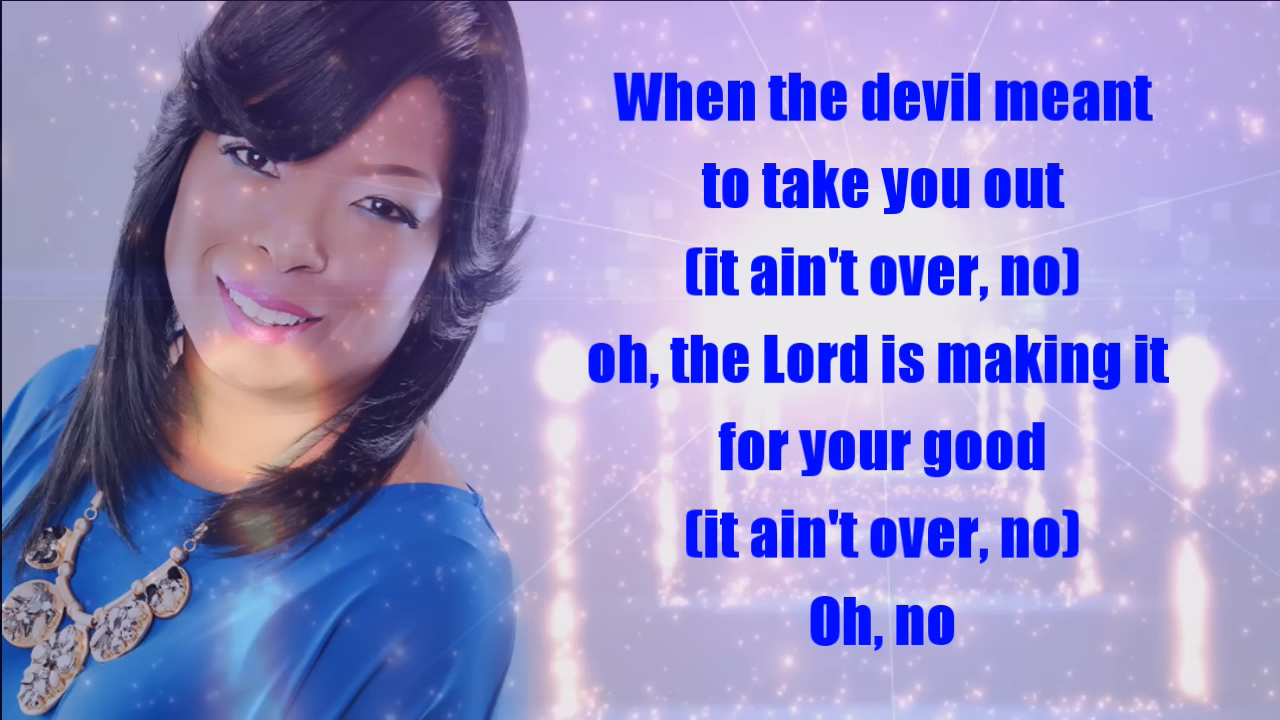 When the devil meant
to take you out
(it ain't over, no)
oh, the Lord is making it
for your good
(it ain't over, no)
Oh, no